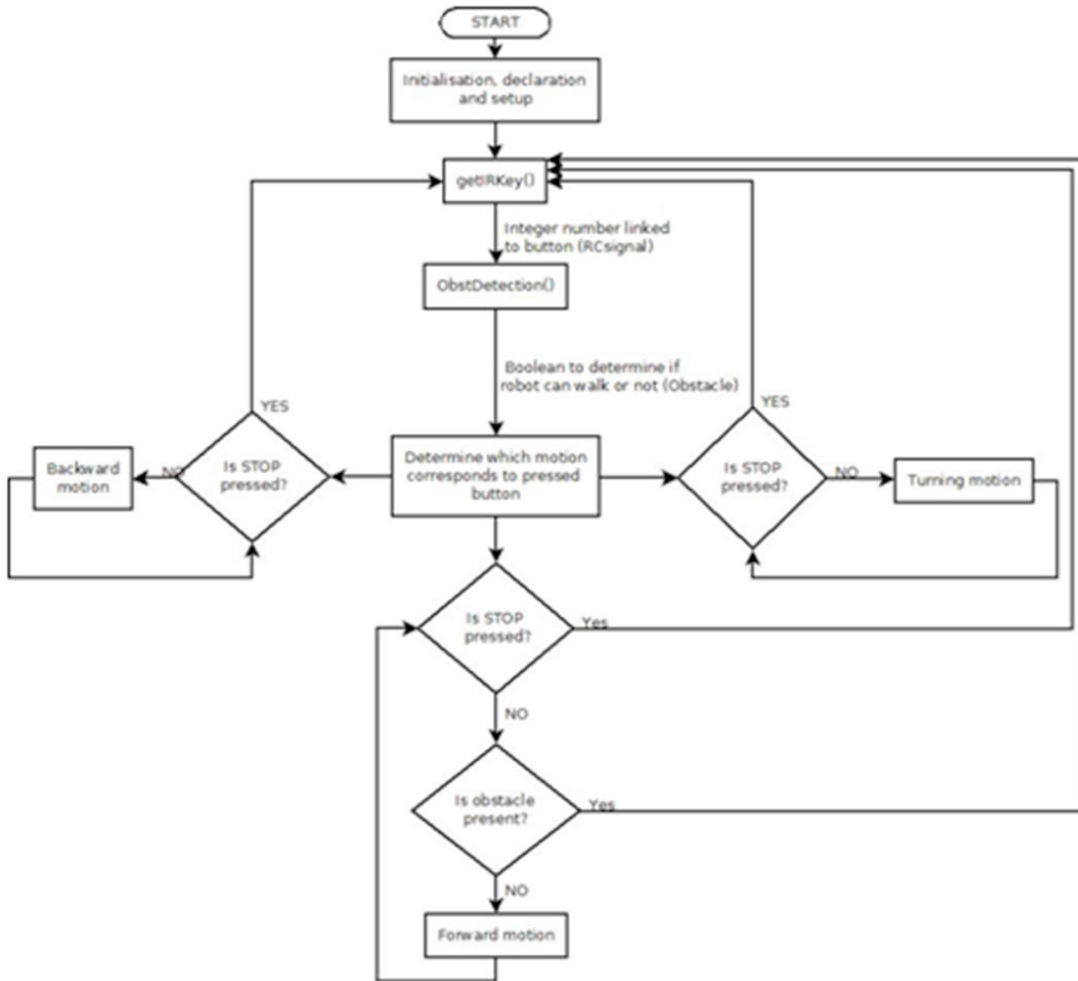 START
Initialisation, declaration
and setup
getIRKey()
Integer number linked
to button (RCsignal)
ObstDetection()
Boolean to determine if
robot can walk or not (Obstacle)
YES
YES
Backward
motion
NO
Is STOP
pressed?
Determine which motion
corresponds to pressed
button
Is STOP
pressed?
NO
Turning motion
Is STOP
pressed?
Yes
NO
Is obstacle
present?
Yes
NO
Forward motion